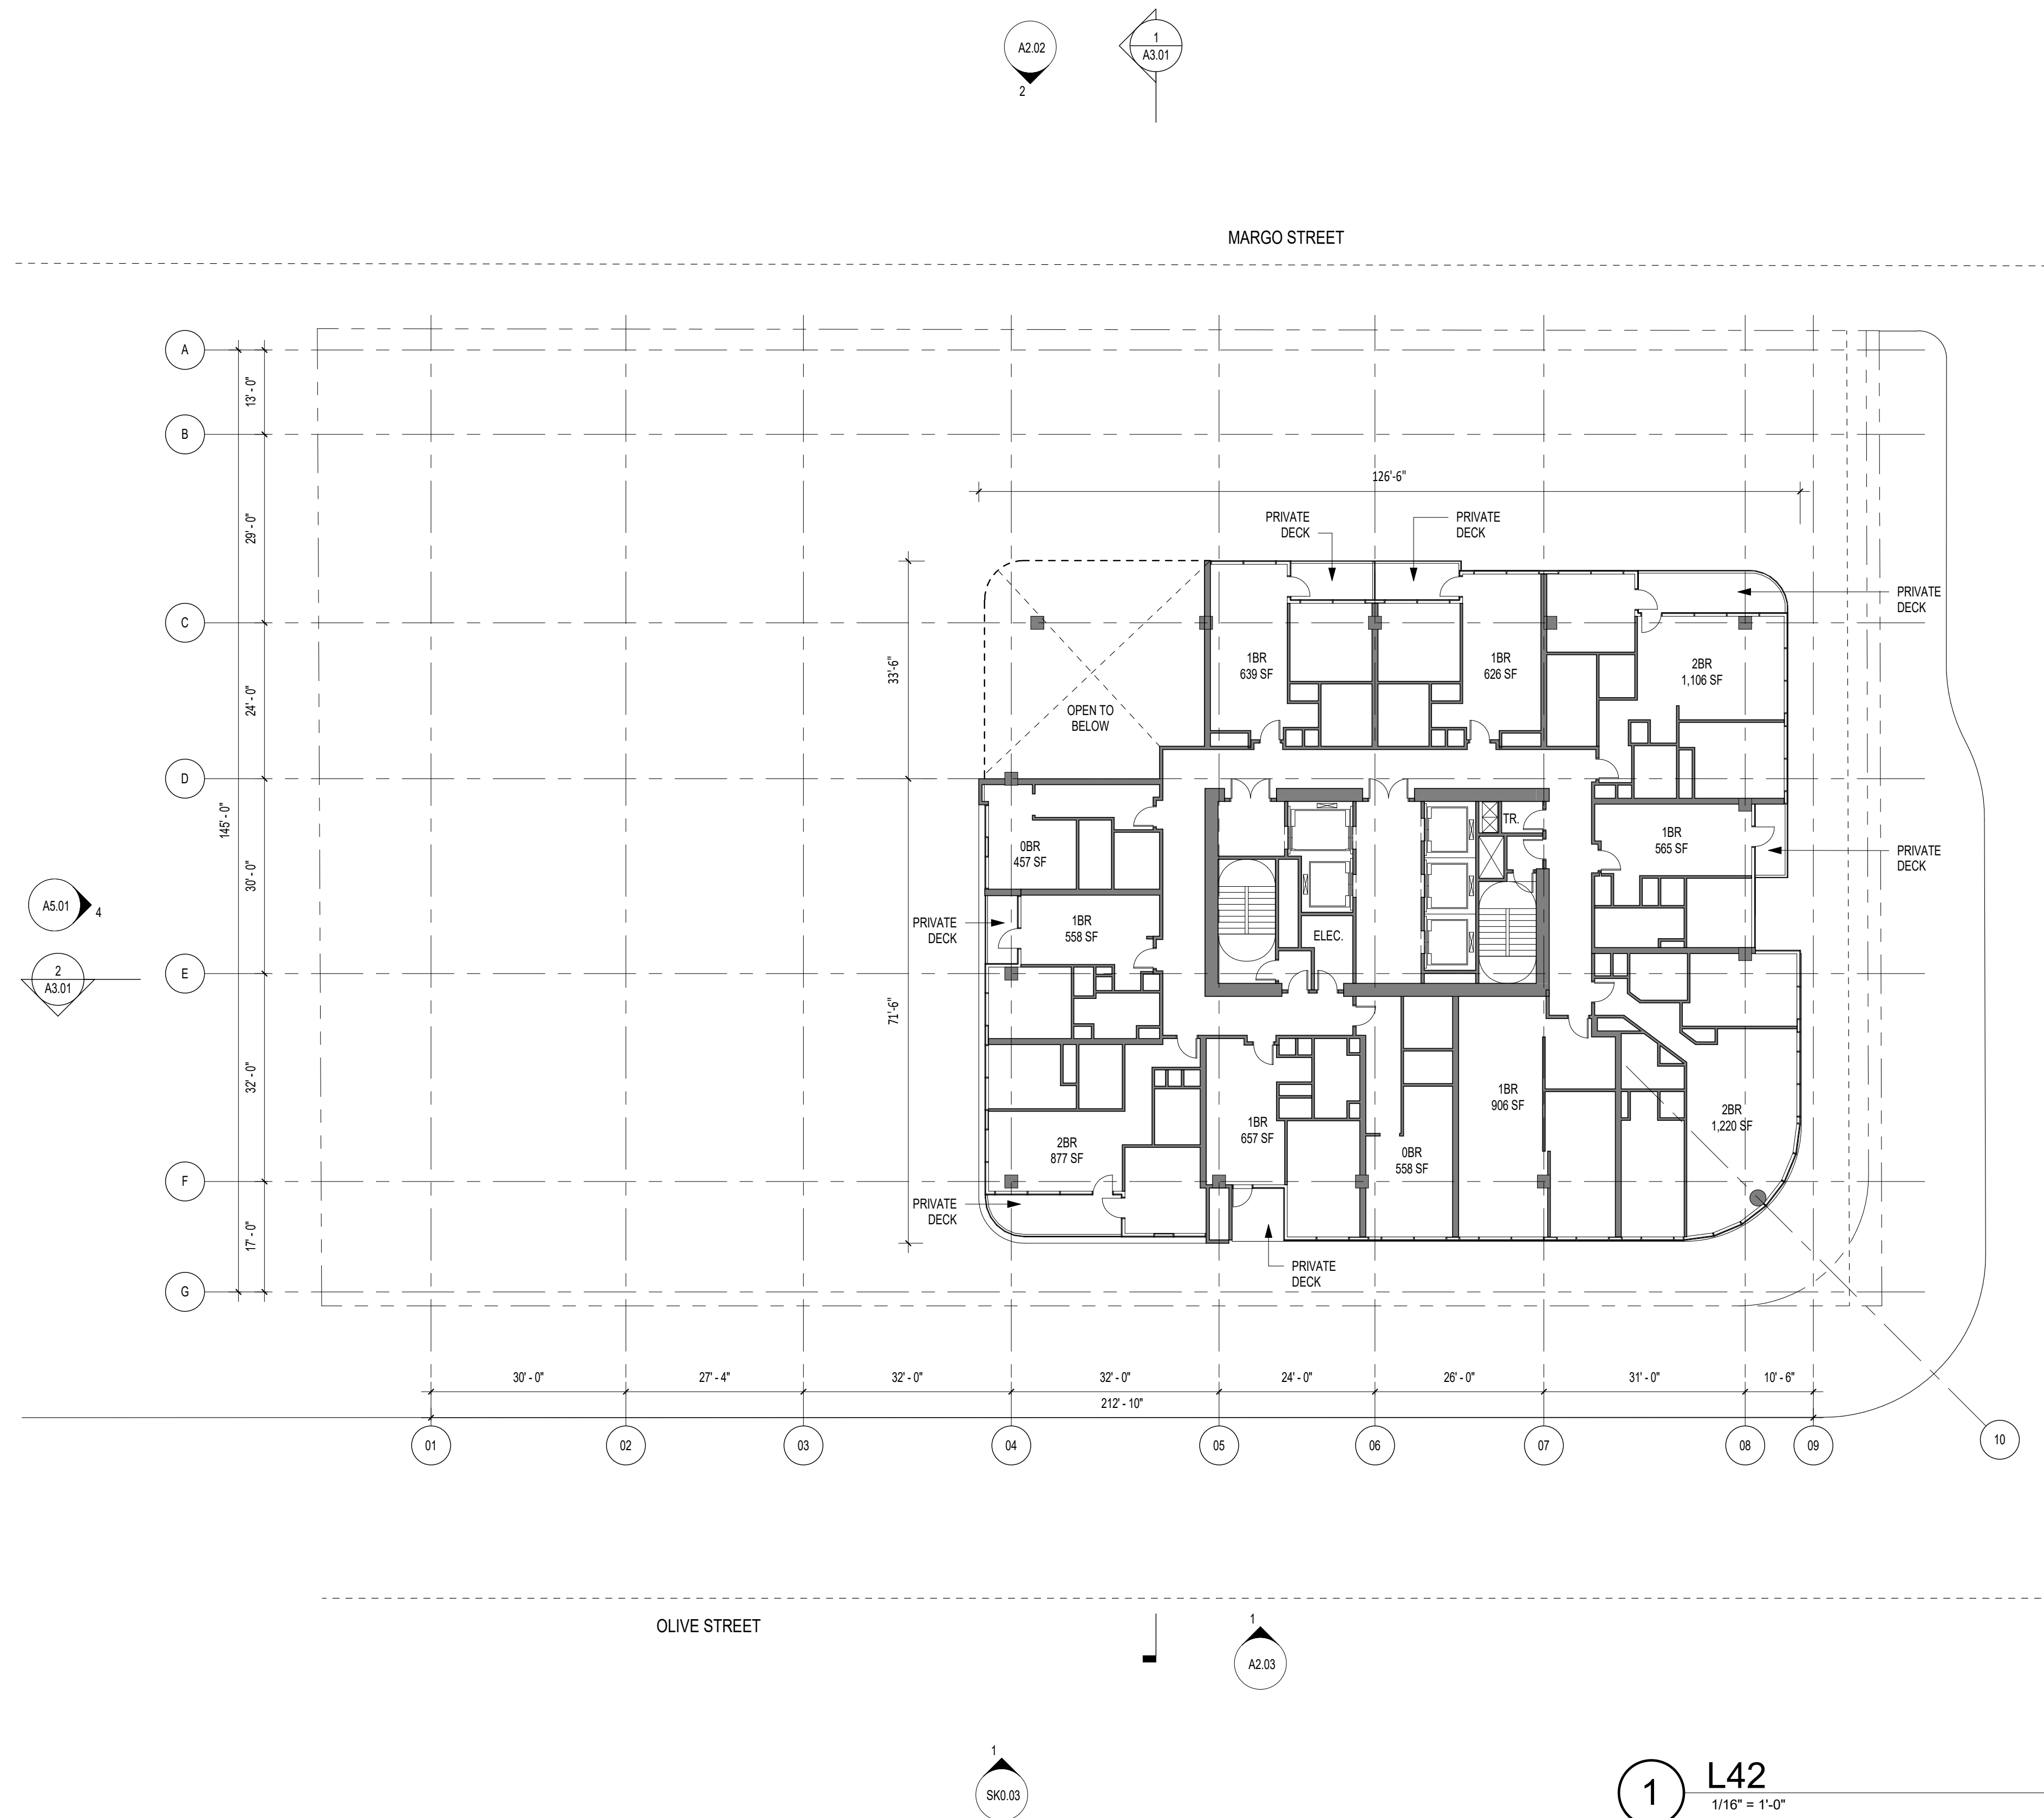 A2.02
2
1
A3.01
MARGO STREET
A
13' - 0"
B
126'-6"
29' - 0"
PRIVATE
DECK
PRIVATE
DECK
PRIVATE
DECK
C
33'-6"
24' - 0"
1BR
639 SF
1BR
626 SF
2BR
1,106 SF
OPEN TO
BELOW
D
145' - 0"
TR.
0BR
457 SF
1BR
565 SF
PRIVATE
DECK
30' - 0"
A5.01
4
PRIVATE
DECK
1BR
558 SF
ELEC.
2
A3.01
E
71'-6"
32' - 0"
1BR
906 SF
2BR
1,220 SF
1BR
657 SF
2BR
877 SF
0BR
558 SF
F
PRIVATE
DECK
17' - 0"
PRIVATE
DECK
G
30' - 0"
27' - 4"
32' - 0"
32' - 0"
24' - 0"
26' - 0"
31' - 0"
10' - 6"
212' - 10"
01
02
03
04
05
06
07
08
09
10
OLIVE STREET
1
A2.03
1
SK0.03
1
L42
1/16" = 1'-0"